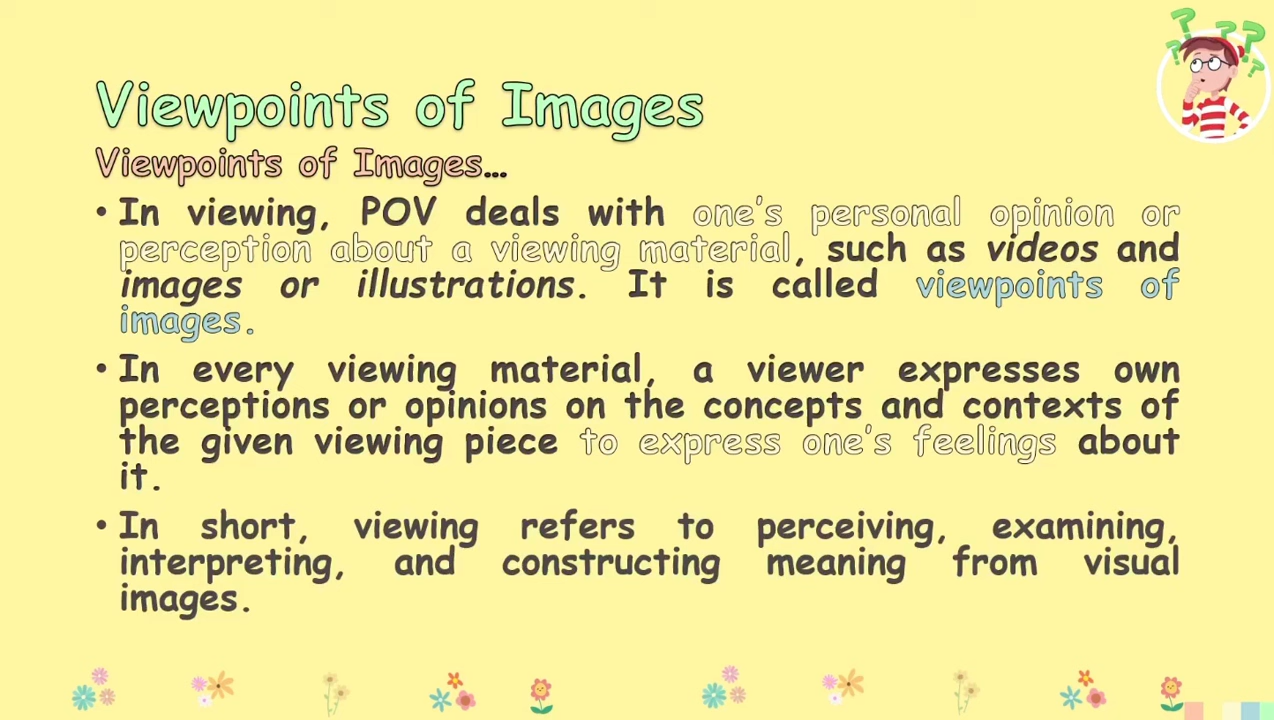 Viewpoints of Images
Viewpoints of Images...
• In viewing, POV deals with one's personal opinion or
perception about a viewing material, such as videos and
images or illustrations. It is called viewpoints of
images.
• In every viewing material, a viewer expresses own
perceptions or opinions on the concepts and contexts of
the given viewing piece to express one's feelings about
it.
• In short, viewing refers to perceiving, examining,
interpreting, and constructing meaning from visual
images.